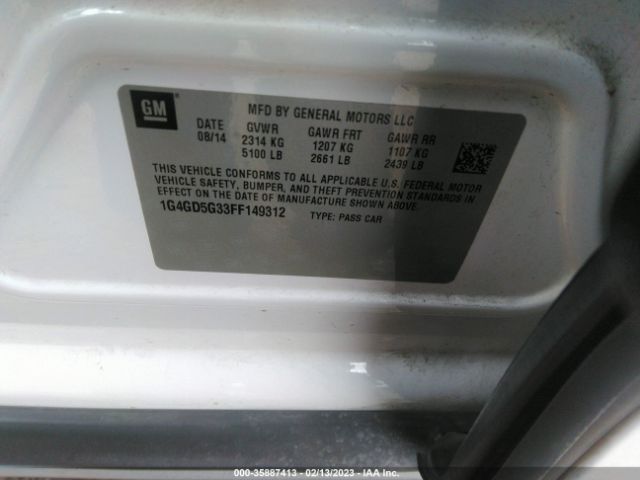 GM
MFD BY GENERAL MOTORS LLC
DATE GVWR GAWR FRT GAWR RR
08/14 2314 KG 1207 KG 1107 KG
5100 LB 2661 LB 2439 LB
THIS VEHICLE CONFORMS TO ALL APPLICABLE U.S. FEDERAL MOTOR
VEHICLE SAFETY, BUMPER, AND THEFT PREVENTION STANDARDS IN
EFFECT ON THE DATE OF MANUFACTURE SHOWN ABOVE.
1G4GD5G33FF149312 TYPE: PASS CAR
000-35887413 - 02/13/2023 - IAA Inc.